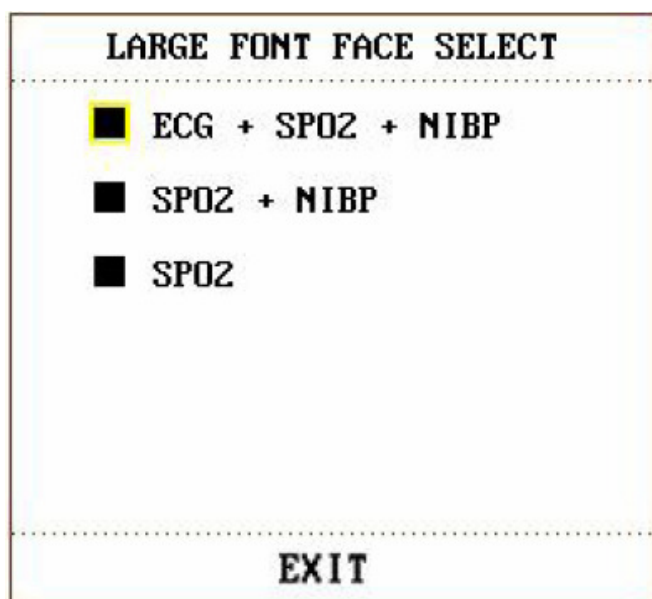 LARGE FONT FACE SELECT
ECG + SPO2 + NIBP
SPO2 + NIBP
SPO2
EXIT